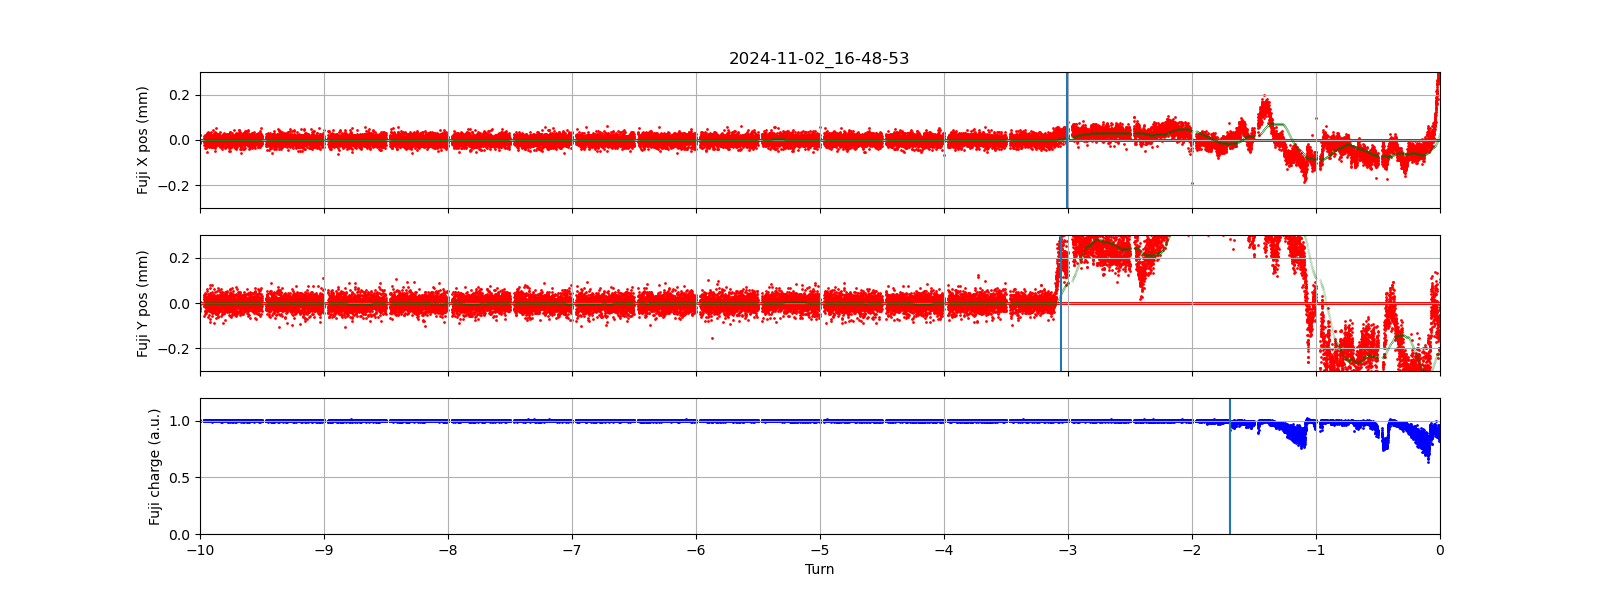 2024-11-02_16-48-53
Fuji X pos (mm)
0.2
0.0
−0.2
Fuji Y pos (mm)
0.2
0.0
−0.2
Fuji charge (a.u.)
1.0
0.5
0.0
−10 −9 −8 −7 −6 −5 −4 −3 −2 −1 0
Turn